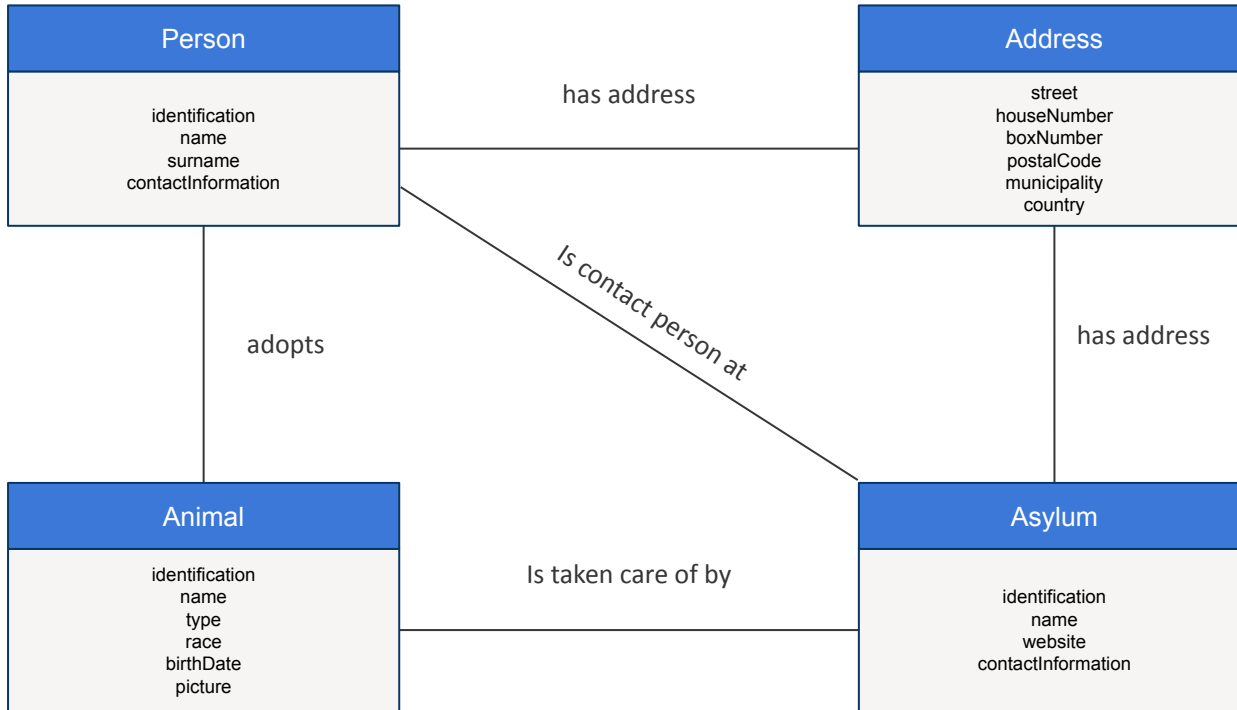 Person
identification
name
surname
contactInformation
has address
Address
street
houseNumber
boxNumber
postalCode
municipality
country
adopts
Is contact person at
has address
Animal
identification
name
type
race
birthDate
picture
Is taken care of by
Asylum
identification
name
website
contactInformation